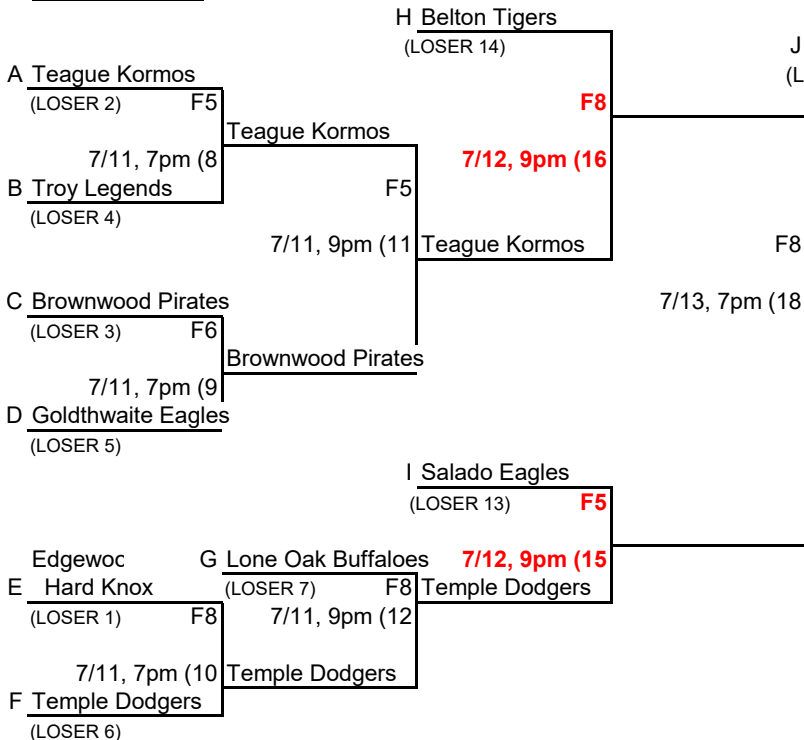 H Belton Tigers
(LOSER 14)
J
(L
A Teague Kormos
(LOSER 2) F5
F8
Teague Kormos
7/11, 7pm (8
7/12, 9pm (16
B Troy Legends
(LOSER 4)
F5
7/11, 9pm (11
Teague Kormos
F8
C Brownwood Pirates
(LOSER 3) F6
7/13, 7pm (18
Brownwood Pirates
7/11, 7pm (9
D Goldthwaite Eagles
(LOSER 5)
I Salado Eagles
(LOSER 13) F5
Edgewoc
G Lone Oak Buffaloes
7/12, 9pm (15
E Hard Knox
(LOSER 7) F8
Temple Dodgers
(LOSER 1) F8
7/11, 9pm (12
7/11, 7pm (10
Temple Dodgers
F Temple Dodgers
(LOSER 6)